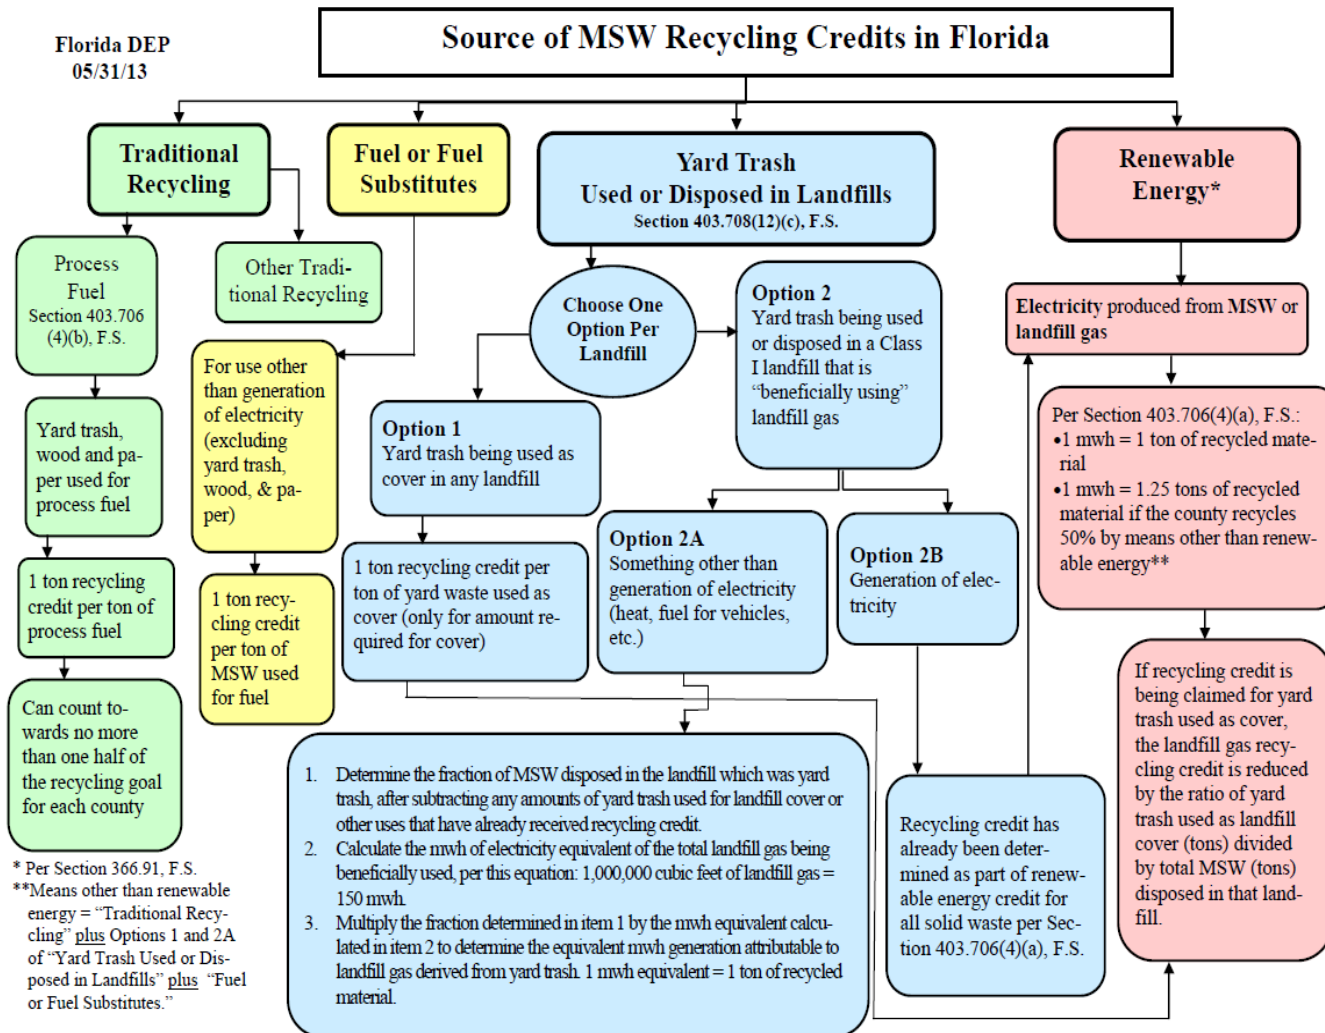 Florida DEP
05/31/13
Source of MSW Recycling Credits in Florida
Traditional
Recycling
Fuel or Fuel
Substitutes
Yard Trash
Used or Disposed in Landfills
Section 403.708(12)(c), F.S.
Renewable
Energy*
Process
Fuel
Section 403.706
(4)(b), F.S.
Other Tradi-
tional Recycling
Choose One
Option Per
Landfill
Option 2
Yard trash being used
or disposed in a Class
I landfill that is
“beneficially using”
landfill gas
Electricity produced from MSW or
landfill gas
Yard trash,
wood and pa-
per used for
process fuel
For use other
than generation
of electricity
(excluding
yard trash,
wood, & pa-
per)
Option 1
Yard trash being used as
cover in any landfill
Per Section 403.706(4)(a), F.S.:
•1 mwh = 1 ton of recycled mate-
rial
•1 mwh = 1.25 tons of recycled
material if the county recycles
50% by means other than renew-
able energy**
1 ton recycling
credit per ton of
process fuel
1 ton recy-
cling credit
per ton of
MSW used
for fuel
1 ton recycling credit per
ton of yard waste used as
cover (only for amount re-
quired for cover)
Option 2A
Something other than
generation of electricity
(heat, fuel for vehicles,
etc.)
Option 2B
Generation of elec-
tricity
Can count to-
wards no more
than one half of
the recycling goal
for each county
1. Determine the fraction of MSW disposed in the landfill which was yard
trash, after subtracting any amounts of yard trash used for landfill cover or
other uses that have already received recycling credit.
2. Calculate the mwh of electricity equivalent of the total landfill gas being
beneficially used, per this equation: 1,000,000 cubic feet of landfill gas =
150 mwh.
3. Multiply the fraction determined in item 1 by the mwh equivalent calcu-
lated in item 2 to determine the equivalent mwh generation attributable to
landfill gas derived from yard trash. 1 mwh equivalent = 1 ton of recycled
material.
Recycling credit has
already been deter-
mined as part of renew-
able energy credit for
all solid waste per Sec-
tion 403.706(4)(a), F.S.
If recycling credit is
being claimed for yard
trash used as cover,
the landfill gas recy-
cling credit is reduced
by the ratio of yard
trash used as landfill
cover (tons) divided
by total MSW (tons)
disposed in that land-
fill.
* Per Section 366.91, F.S.
**Means other than renewable
energy = “Traditional Recy-
cling” plus Options 1 and 2A
of “Yard Trash Used or Dis-
posed in Landfills” plus “Fuel
or Fuel Substitutes.”